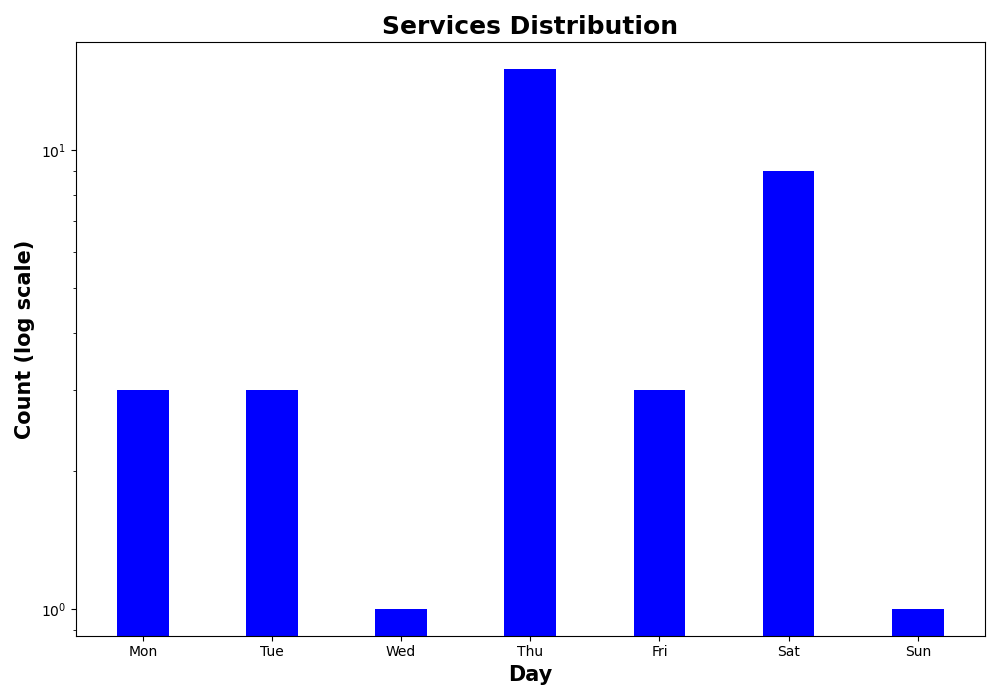 Services Distribution
Count (log scale)
10¹
10⁰
Mon Tue Wed Thu Fri Sat Sun
Day